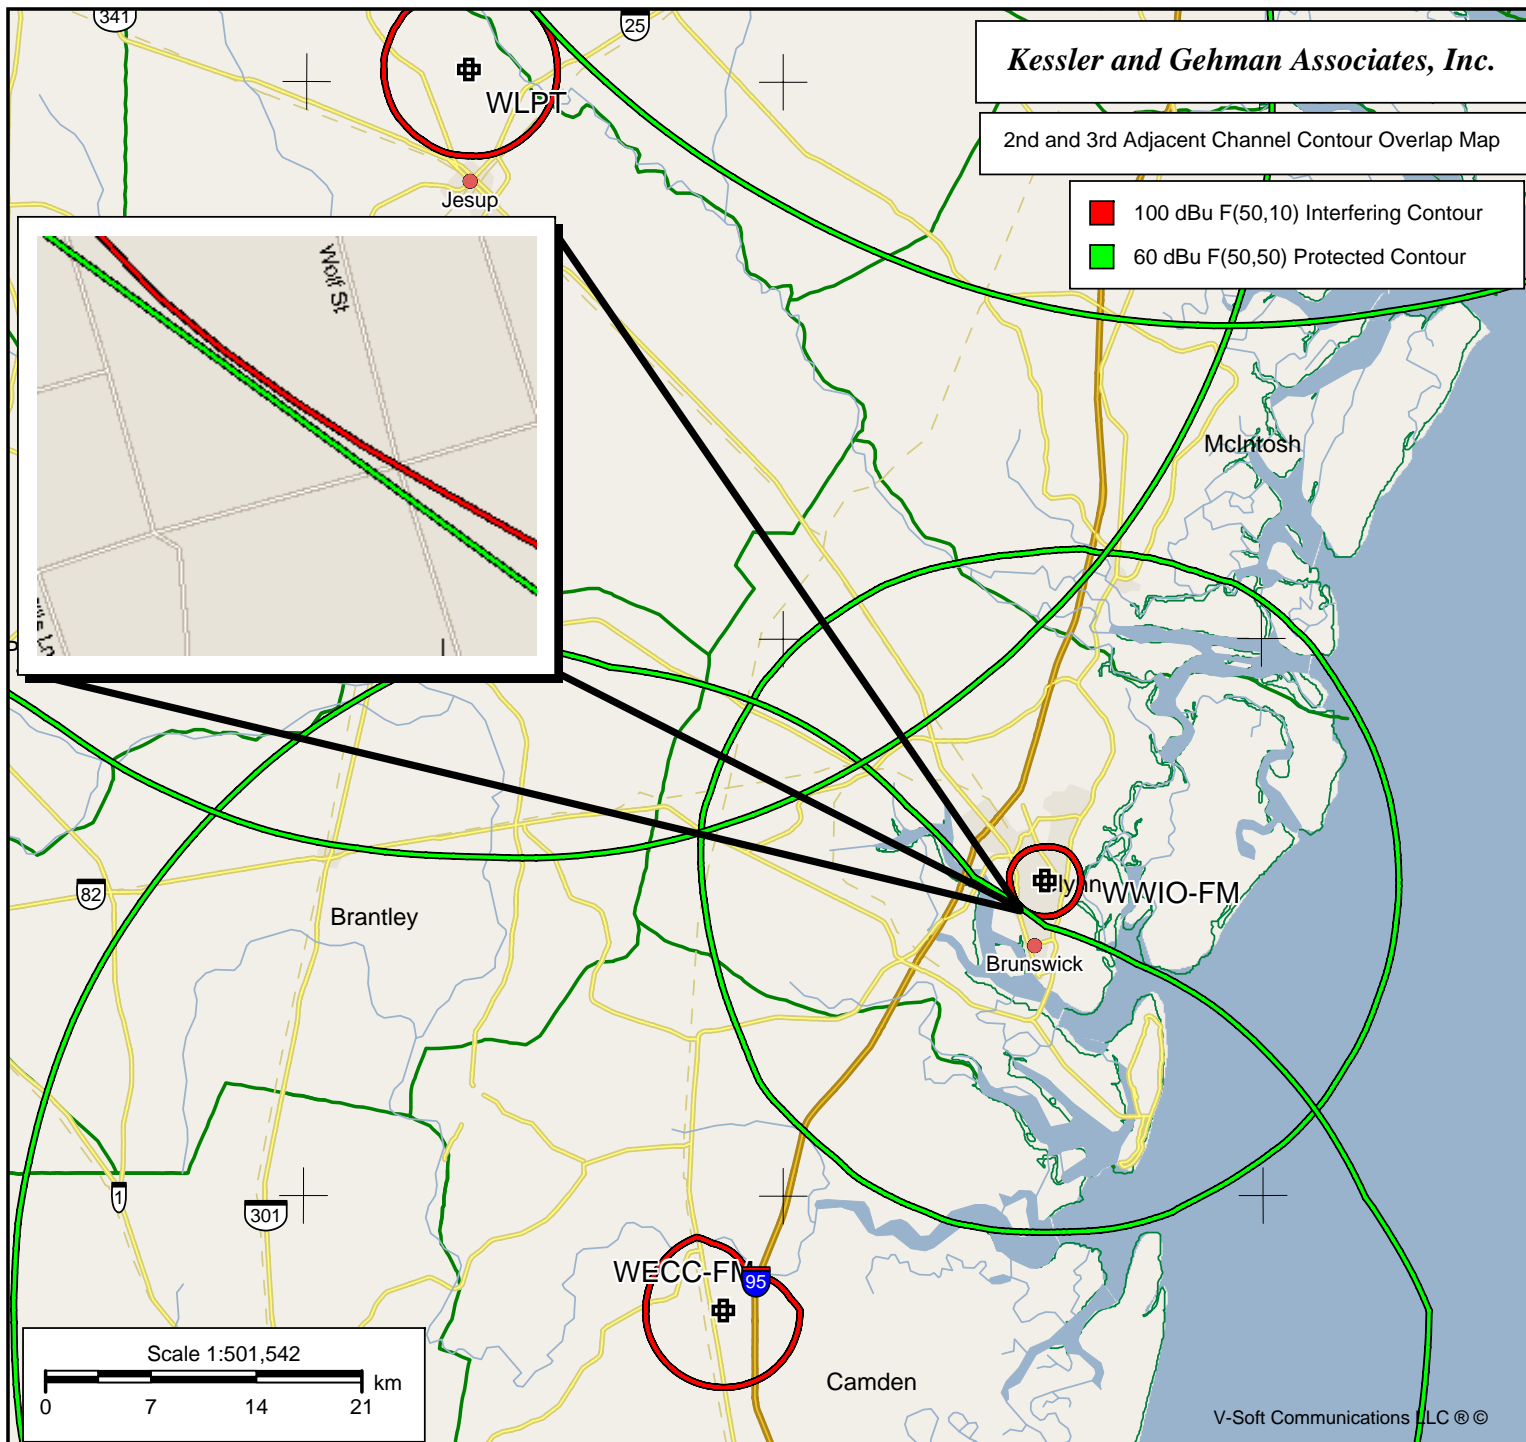 341
25
Kessler and Gehman Associates, Inc.
WLPT
2nd and 3rd Adjacent Channel Contour Overlap Map
Jesup
100 dBu F(50,10) Interfering Contour
60 dBu F(50,50) Protected Contour
Wolf St
McIntosh
82
Brantley
WWIO-FM
Brunswick
1
301
WECC-FM
95
Scale 1:501,542
km
0 7 14 21
Camden
V-Soft Communications LLC ® ©